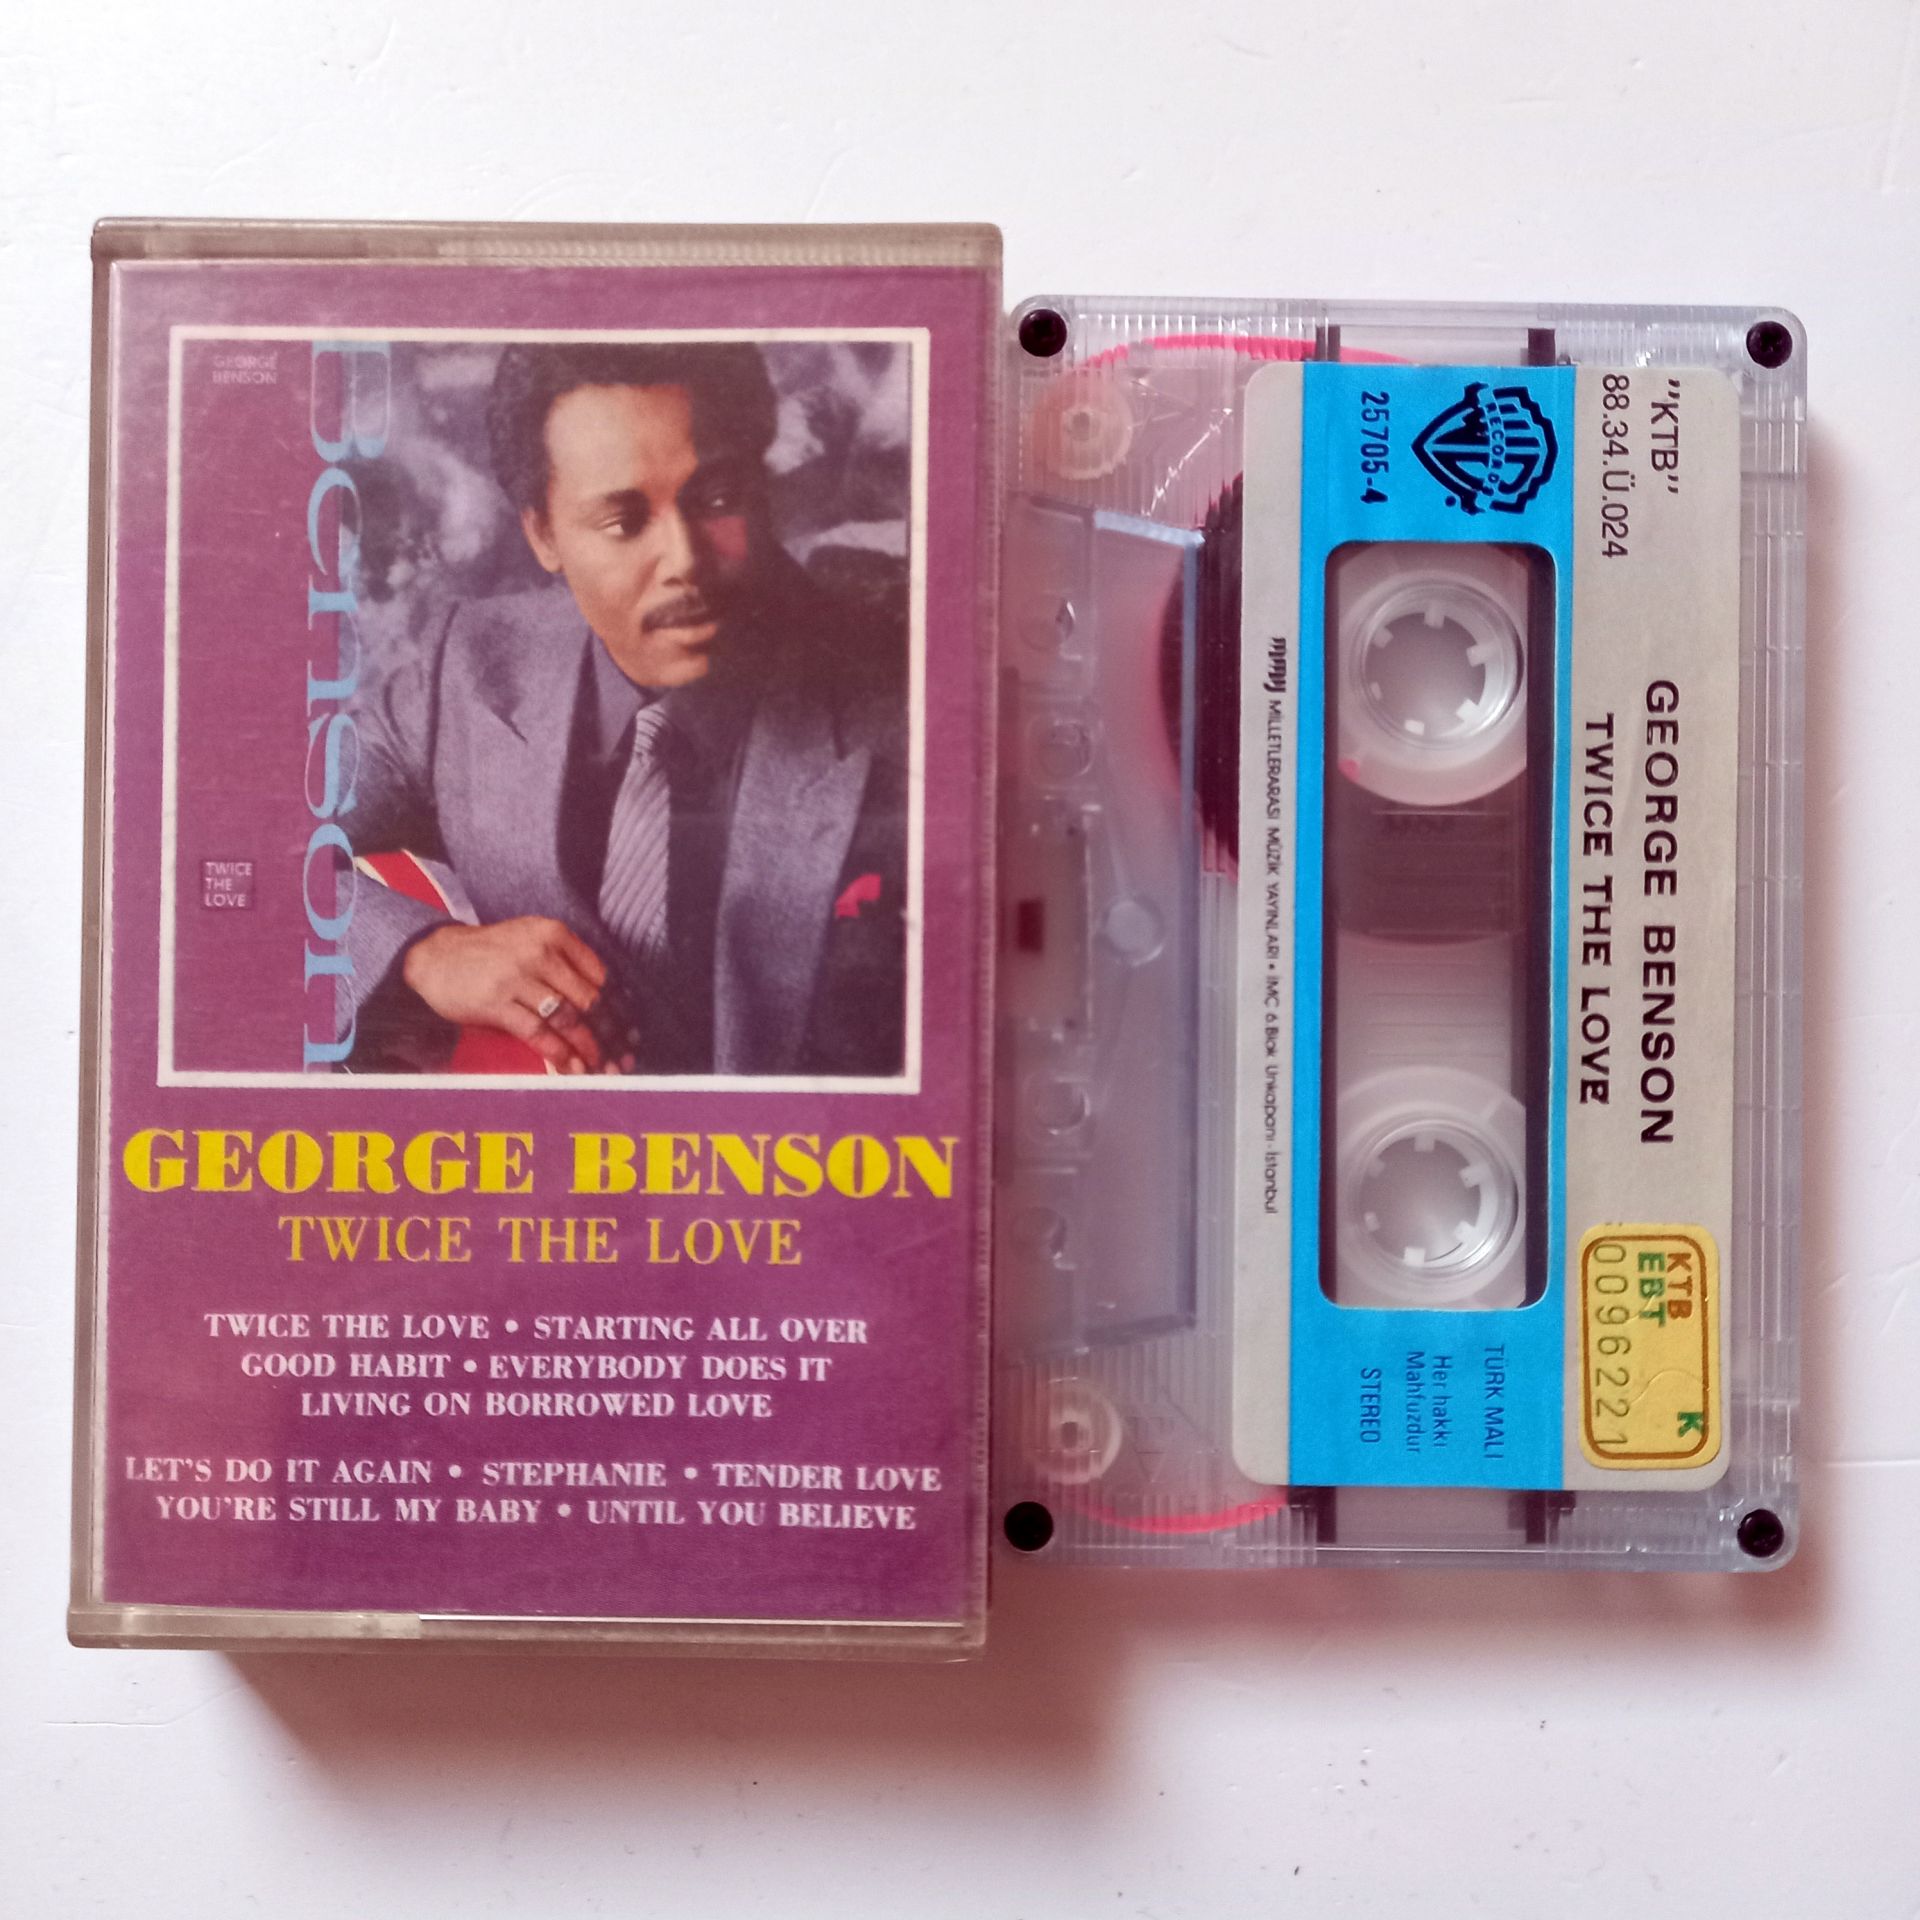 GEORGE
BENSON
Benson
TWICE
THE
LOVE
GEORGE BENSON
TWICE THE LOVE
TWICE THE LOVE • STARTING ALL OVER
GOOD HABIT • EVERYBODY DOES IT
LIVING ON BORROWED LOVE
LET'S DO IT AGAIN • STEPHANIE • TENDER LOVE
YOU'RE STILL MY BABY • UNTIL YOU BELIEVE
"KTB"
88.34.Ü.024
GEORGE BENSON
TWICE THE LOVE
KTB
EBT
K
0096221
RECORDS
25705-4
TÜRK MALI
Her hakkı
Mahfuzdur
STEREO
MİLLETLERARASI MÜZİK YAYINLARI • İMC 6.Blok Unkapanı - İstanbul